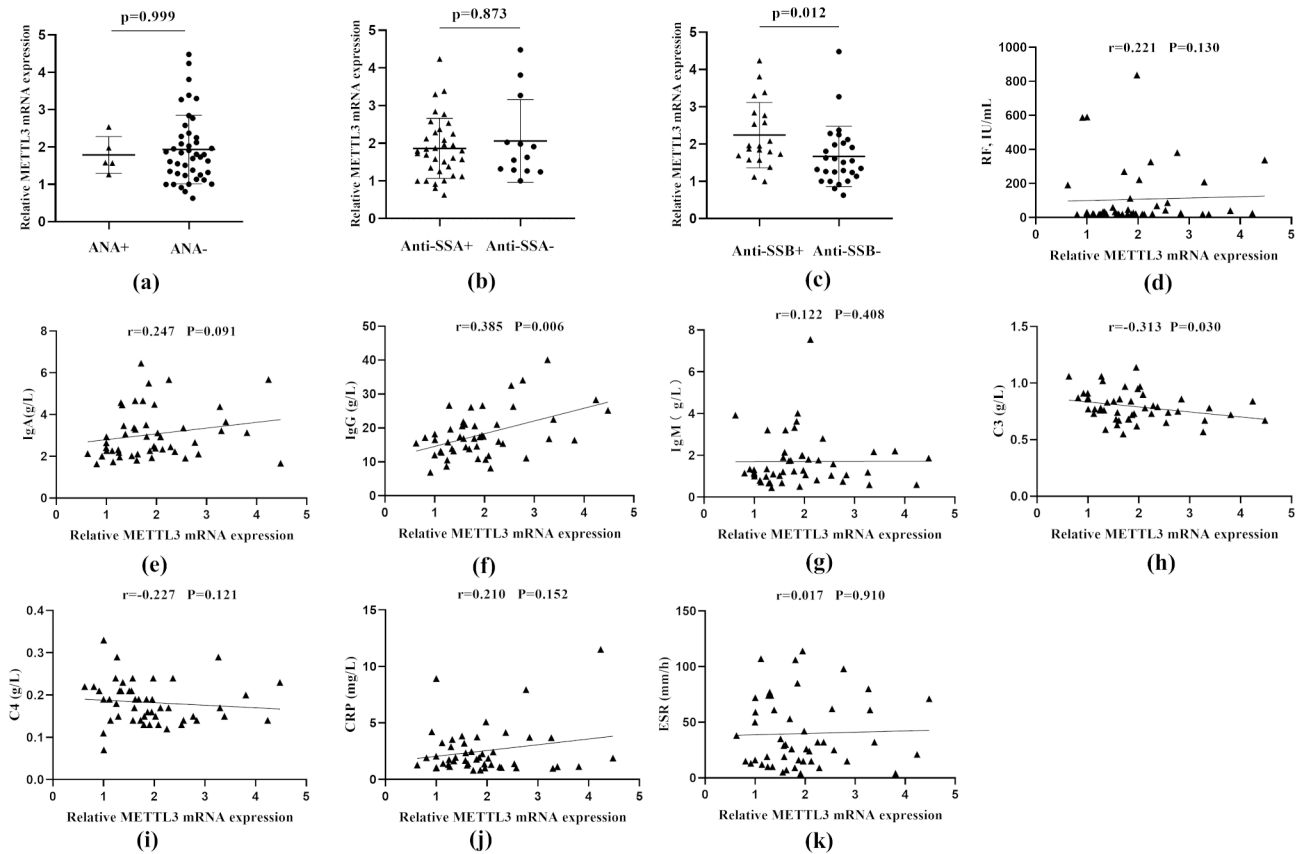 p=0.999
Relative METTL3 mRNA expression
5
4
3
2
1
0
ANA+ ANA-
(a)
p=0.873
Relative METTL3 mRNA expression
5
4
3
2
1
0
Anti-SSA+ Anti-SSA-
(b)
p=0.012
Relative METTL3 mRNA expression
5
4
3
2
1
0
Anti-SSB+ Anti-SSB-
(c)
r=0.221 P=0.130
RF, IU/mL
1000
800
600
400
200
0
0 1 2 3 4 5
Relative METTL3 mRNA expression
(d)
r=0.247 P=0.091
IgA(g/L)
8
6
4
2
0
0 1 2 3 4 5
Relative METTL3 mRNA expression
(e)
r=0.385 P=0.006
IgG (g/L)
50
40
30
20
10
0
0 1 2 3 4 5
Relative METTL3 mRNA expression
(f)
r=0.122 P=0.408
IgM ( g/L )
8
6
4
2
0
0 1 2 3 4 5
Relative METTL3 mRNA expression
(g)
r=-0.313 P=0.030
C3 (g/L)
1.5
1.0
0.5
0.0
0 1 2 3 4 5
Relative METTL3 mRNA expression
(h)
r=-0.227 P=0.121
C4 (g/L)
0.4
0.3
0.2
0.1
0.0
0 1 2 3 4 5
Relative METTL3 mRNA expression
(i)
r=0.210 P=0.152
CRP (mg/L)
15
10
5
0
0 1 2 3 4 5
Relative METTL3 mRNA expression
(j)
r=0.017 P=0.910
ESR (mm/h)
150
100
50
0
0 1 2 3 4 5
Relative METTL3 mRNA expression
(k)